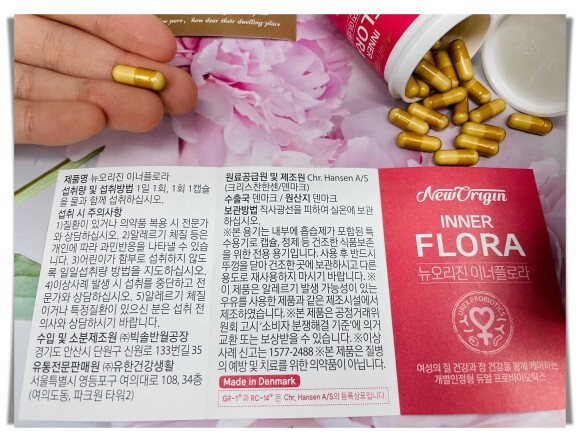 pure, how dear their dwelling-place
INNER
FLORA
제품명 뉴오리진 이너플로라
섭취량 및 섭취방법 1일 1회, 1회 1캡슐
을 물과 함께 섭취하십시오.
섭취 시 주의사항
1)질환이 있거나 의약품 복용 시 전문가
와 상담하십시오. 2)알레르기 체질 등은
개인에 따라 과민반응을 나타낼 수 있습
니다. 3)어린이가 함부로 섭취하지 않도
록 일일섭취량 방법을 지도하십시오.
4)이상사례 발생 시 섭취를 중단하고 전
문가와 상담하십시오. 5)알레르기 체질
이거나 특정질환이 있으신 분은 섭취 전
의사와 상담하시기 바랍니다.
수입 및 소분제조원 ㈜빅솔반월공장
경기도 안산시 단원구 신원로 133번길 35
유통전문판매원 ㈜유한건강생활
서울특별시 영등포구 여의대로 108, 34층
(여의도동, 파크원 타워2)
원료공급원 및 제조원 Chr. Hansen A/S
(크리스찬한센/덴마크)
수출국 덴마크 / 원산지 덴마크
보관방법 직사광선을 피하여 실온에 보관
하십시오.
※본 용기는 내부에 흡습제가 포함된 특
수용기로 캡슐, 정제 등 건조한 식품보존
을 위한 전용 용기입니다. 사용 후 반드시
뚜껑을 닫아 건조한 곳에 보관하시고 다른
용도로 재사용하지 마시기 바랍니다. ※
이 제품은 알레르기 발생 가능성이 있는
우유를 사용한 제품과 같은 제조시설에서
제조하였습니다. ※본 제품은 공정거래위
원회 고시 '소비자 분쟁해결 기준'에 의거
교환 또는 보상받을 수 있습니다. ※이상
사례 신고는 1577-2488 ※본 제품은 질병
의 예방 및 치료를 위한 의약품이 아닙니다.
Made in Denmark
GR-1®과 RC-14®은 Chr. Hansen A/S의 등록상표입니다.
NewOrigin
INNER
FLORA
뉴오리진 이너플로라
UREX PROBIOTICS
여성의 질 건강과 장 건강을 함께 케어하는
개별인정형 듀얼 프로바이오틱스